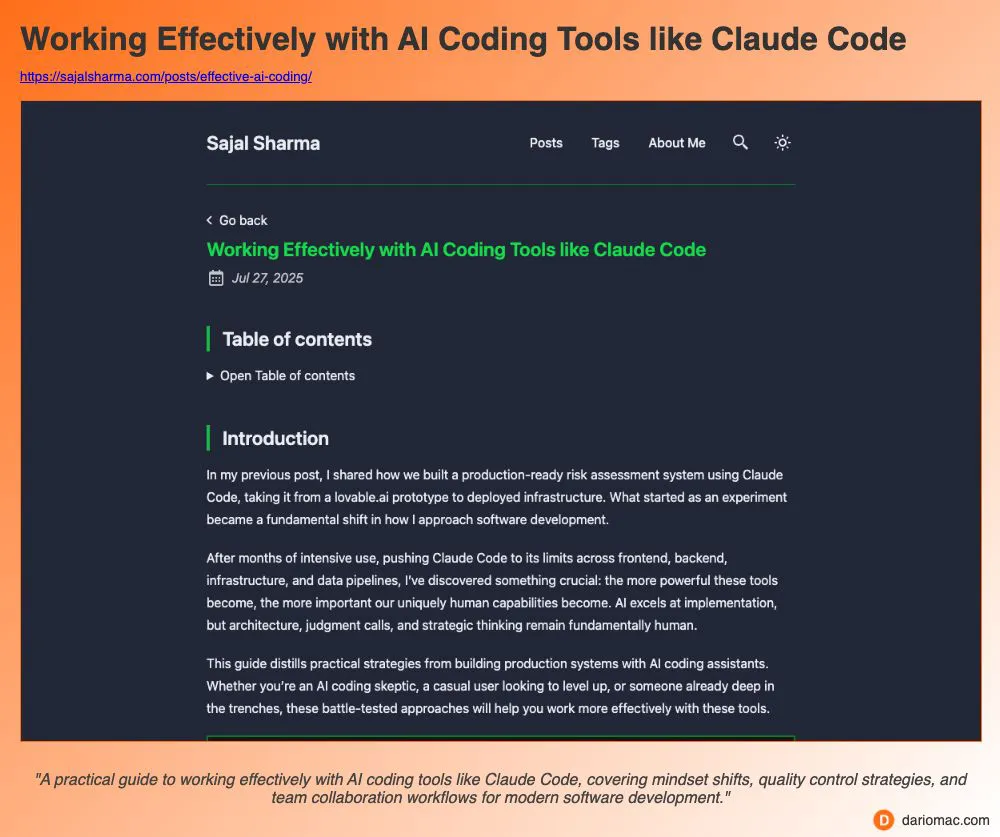 Working Effectively with AI Coding Tools like Claude Code
https://sajalsharma.com/posts/effective-ai-coding/
Sajal Sharma
Posts Tags About Me
Go back
Working Effectively with AI Coding Tools like Claude Code
Jul 27, 2025
Table of contents
Open Table of contents
Introduction
In my previous post, I shared how we built a production-ready risk assessment system using Claude
Code, taking it from a lovable.ai prototype to deployed infrastructure. What started as an experiment
became a fundamental shift in how I approach software development.
After months of intensive use, pushing Claude Code to its limits across frontend, backend,
infrastructure, and data pipelines, I've discovered something crucial: the more powerful these tools
become, the more important our uniquely human capabilities become. AI excels at implementation,
but architecture, judgment calls, and strategic thinking remain fundamentally human.
This guide distills practical strategies from building production systems with AI coding assistants.
Whether you're an AI coding skeptic, a casual user looking to level up, or someone already deep in
the trenches, these battle-tested approaches will help you work more effectively with these tools.
"A practical guide to working effectively with AI coding tools like Claude Code, covering mindset shifts, quality control strategies, and
team collaboration workflows for modern software development."
D dariomac.com